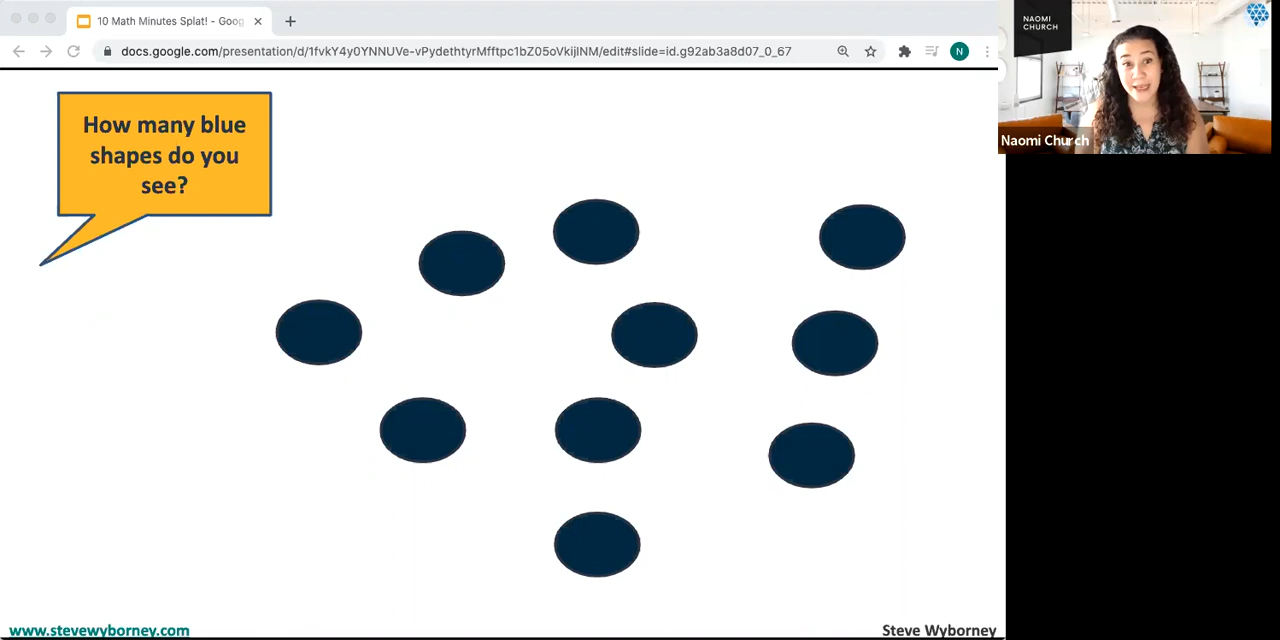 10 Math Minutes Splat! - Goog
docs.google.com/presentation/d/1fvkY4y0YNNUVe-vPydethtyrMfftpc1bZ05oVkijINM/edit#slide=id.g92ab3a8d07_0_67
N
NAOMI
CHURCH
Naomi Church
How many blue
shapes do you
see?
www.stevewyborney.com
Steve Wyborney